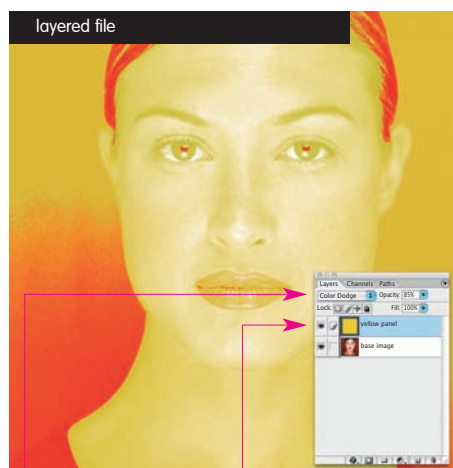 layered file
Layers Channels Paths
Color Dodge Opacity: 85%
Lock: Fill: 100%
yellow panel
base image